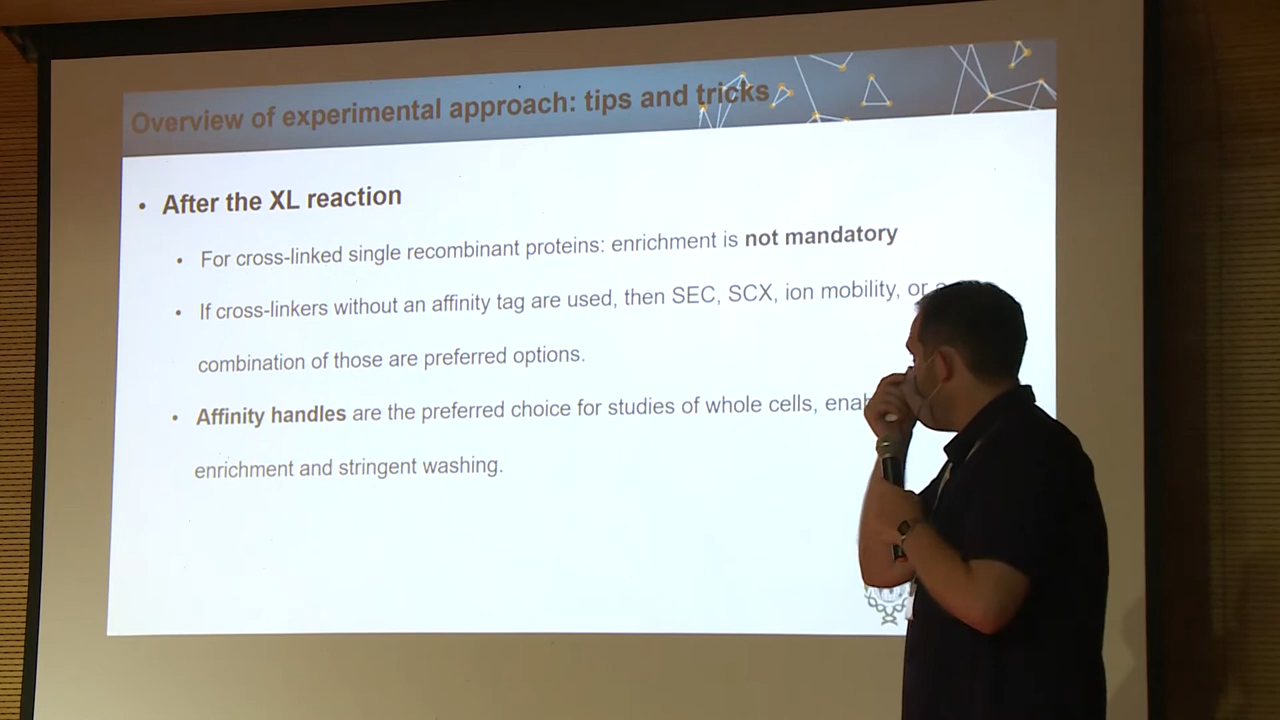 Overview of experimental approach: tips and tricks
• After the XL reaction
• For cross-linked single recombinant proteins: enrichment is not mandatory
• If cross-linkers without an affinity tag are used, then SEC, SCX, ion mobility, or
combination of those are preferred options.
• Affinity handles are the preferred choice for studies of whole cells,
enrichment and stringent washing.